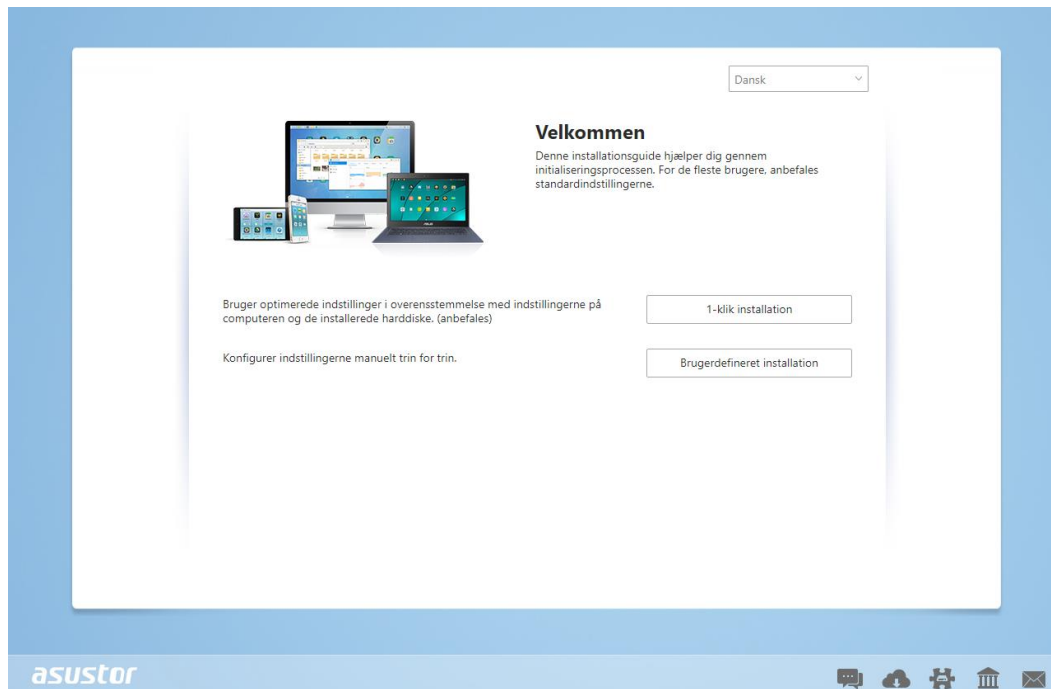 Dansk
Velkommen
Denne installationsguide hjælper dig gennem
initialiseringsprocessen. For de fleste brugere, anbefales
standardindstillingerne.
Bruger optimerede indstillinger i overensstemmelse med indstillingerne på
computeren og de installerede harddiske. (anbefales)
1-klik installation
Konfigurer indstillingerne manuelt trin for trin.
Brugerdefineret installation
asustor